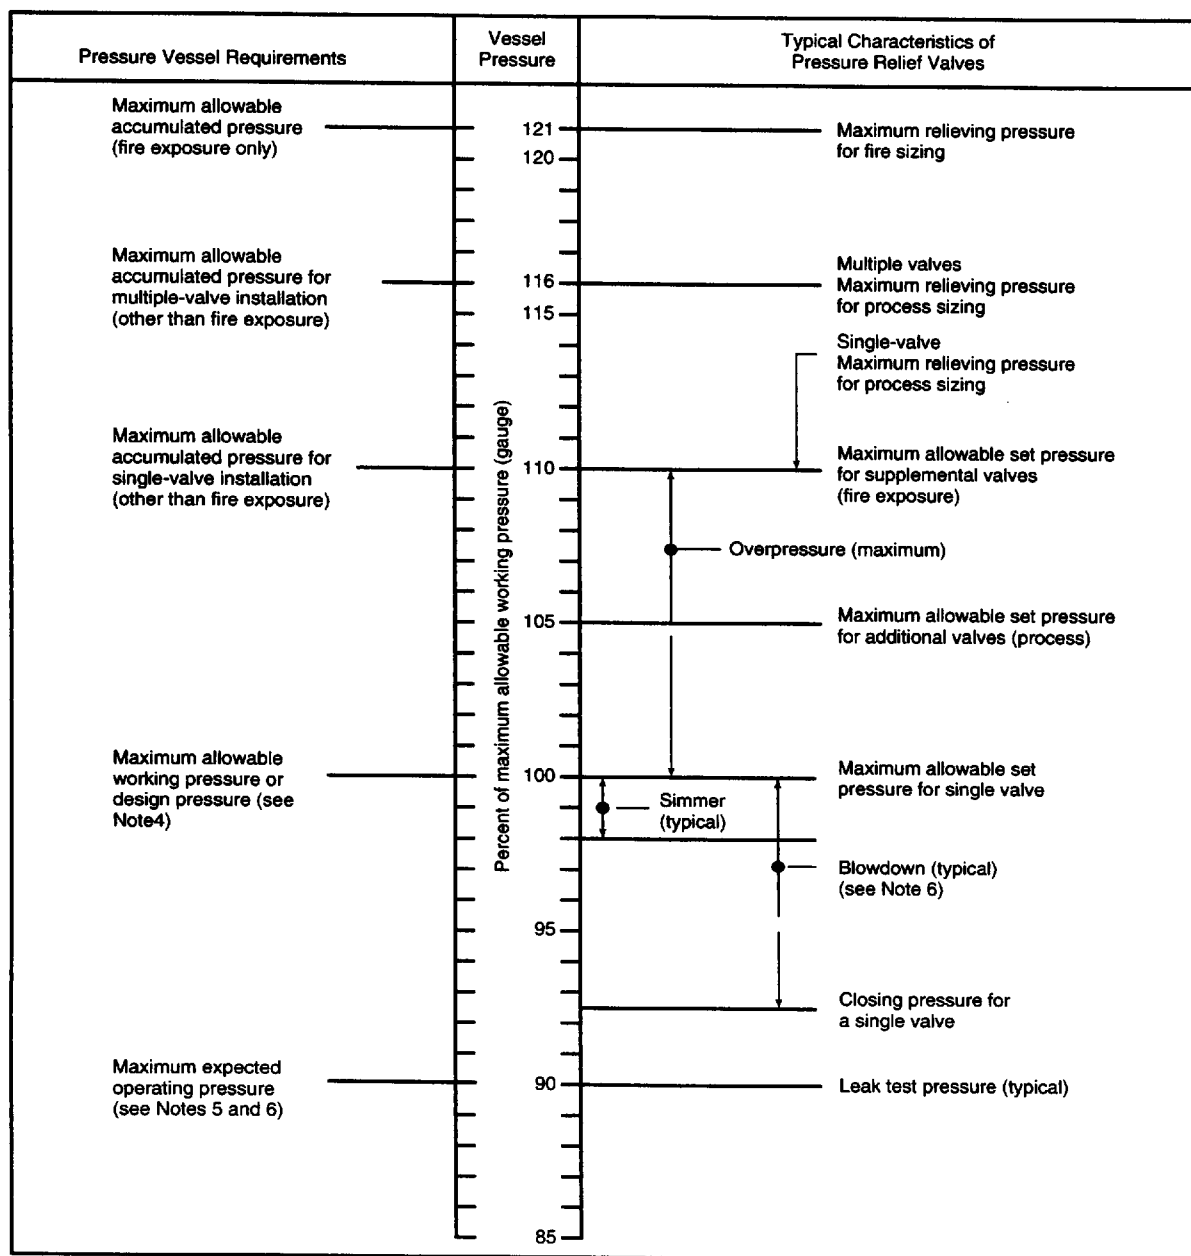 Pressure Vessel Requirements
Vessel
Pressure
Typical Characteristics of
Pressure Relief Valves
Maximum allowable
accumulated pressure
(fire exposure only)
Maximum allowable
accumulated pressure for
multiple-valve installation
(other than fire exposure)
Maximum allowable
accumulated pressure for
single-valve installation
(other than fire exposure)
Maximum allowable
working pressure or
design pressure (see
Note4)
Maximum expected
operating pressure
(see Notes 5 and 6)
Percent of maximum allowable working pressure (gauge)
121
120
116
115
110
105
100
95
90
85
Maximum relieving pressure
for fire sizing
Multiple valves
Maximum relieving pressure
for process sizing
Single-valve
Maximum relieving pressure
for process sizing
Maximum allowable set pressure
for supplemental valves
(fire exposure)
Overpressure (maximum)
Maximum allowable set pressure
for additional valves (process)
Maximum allowable set
pressure for single valve
Simmer
(typical)
Blowdown (typical)
(see Note 6)
Closing pressure for
a single valve
Leak test pressure (typical)